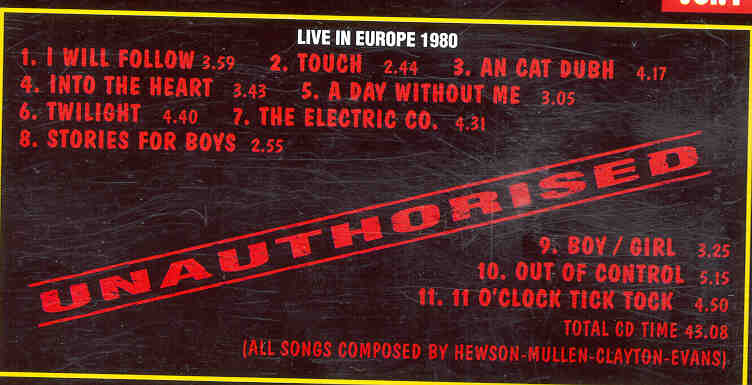 LIVE IN EUROPE 1980
1. I WILL FOLLOW 3.59 2. TOUCH 2.44 3. AN CAT DUBH 4.17
4. INTO THE HEART 3.43 5. A DAY WITHOUT ME 3.05
6. TWILIGHT 4.40 7. THE ELECTRIC CO. 4.31
8. STORIES FOR BOYS 2.55
UNAUTHORISED
9. BOY / GIRL 3.25
10. OUT OF CONTROL 5.15
11. 11 O'CLOCK TICK TOCK 4.50
TOTAL CD TIME 43.08
(ALL SONGS COMPOSED BY HEWSON-MULLEN-CLAYTON-EVANS)